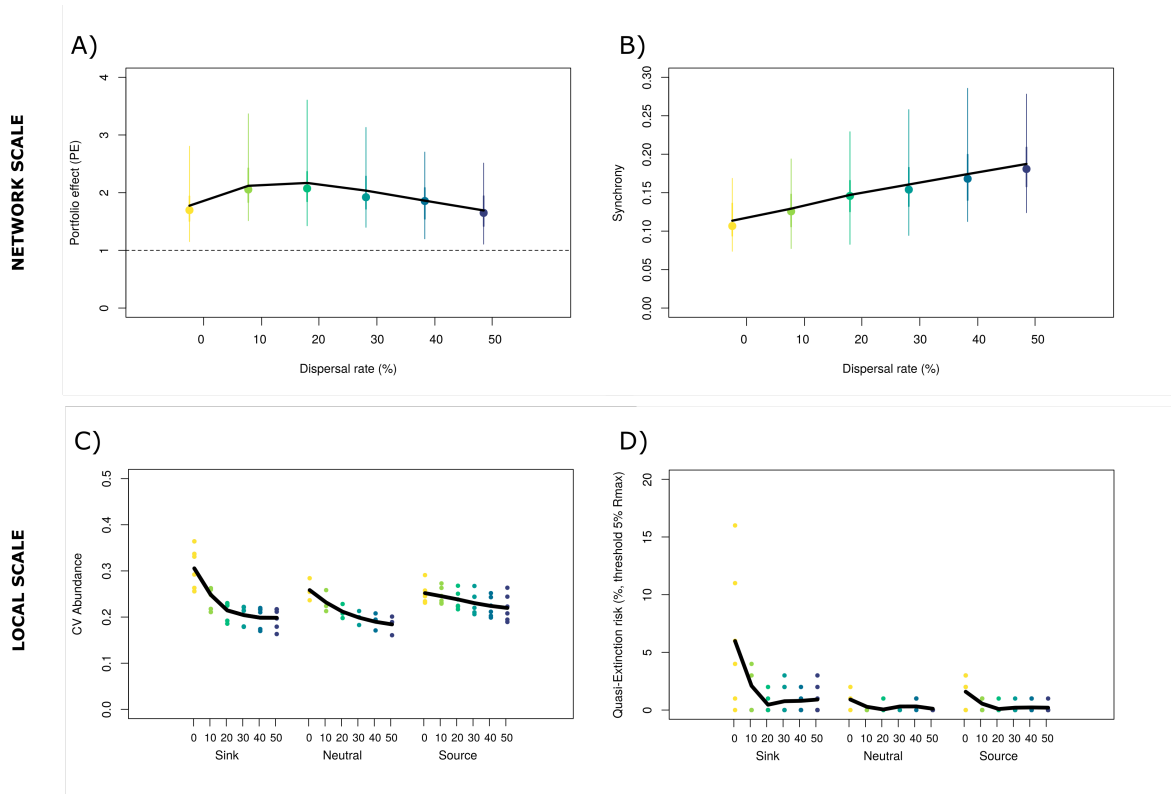 NETWORK SCALE
A)
Portfolio effect (PE)
4
3
2
1
0
0 10 20 30 40 50
Dispersal rate (%)
B)
Synchrony
0.30
0.25
0.20
0.15
0.10
0.05
0.00
0 10 20 30 40 50
Dispersal rate (%)
LOCAL SCALE
C)
CV Abundance
0.5
0.4
0.3
0.2
0.1
0.0
0 10 20 30 40 50 0 10 20 30 40 50 0 10 20 30 40 50
Sink Neutral Source
D)
Quasi-Extinction risk (%, threshold 5% Rmax)
20
15
10
5
0
0 10 20 30 40 50 0 10 20 30 40 50 0 10 20 30 40 50
Sink Neutral Source